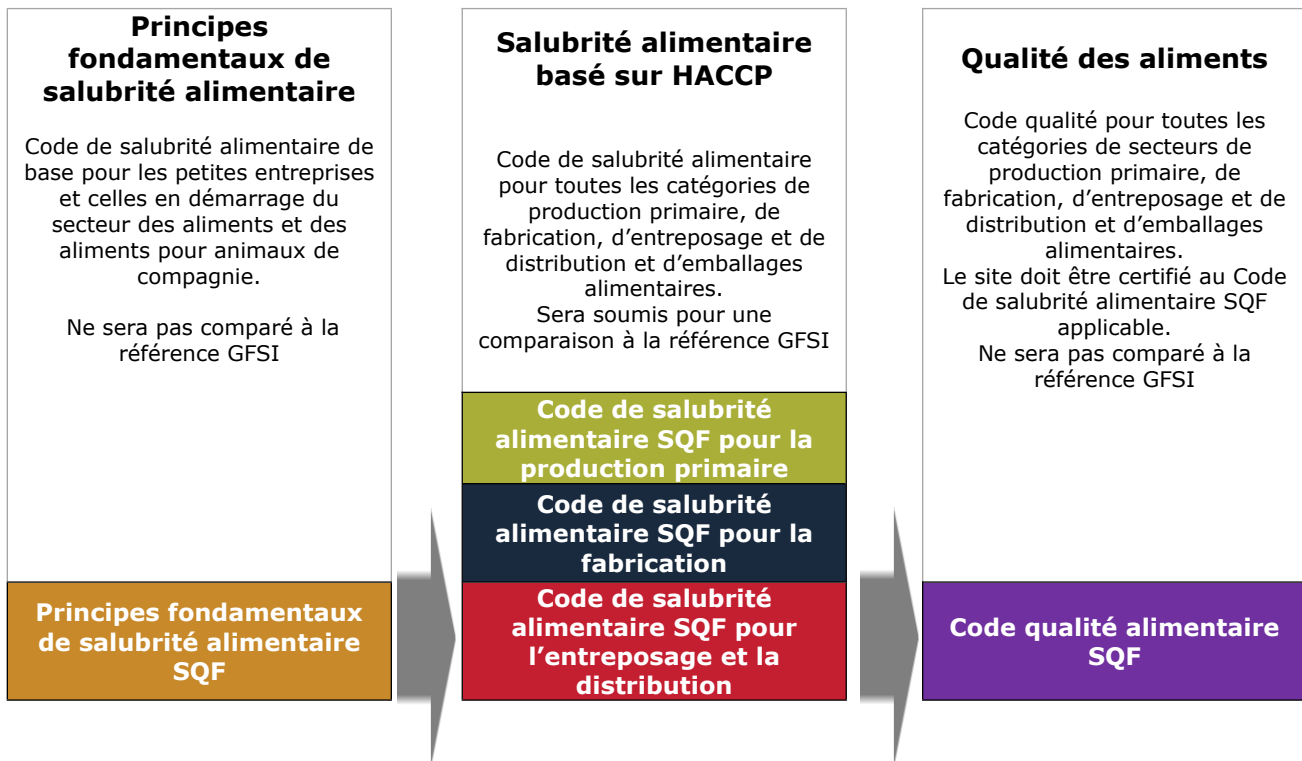 Principes
fondamentaux de
salubrité alimentaire
Code de salubrité alimentaire de
base pour les petites entreprises
et celles en démarrage du
secteur des aliments et des
aliments pour animaux de
compagnie.
Ne sera pas comparé à la
référence GFSI
Principes fondamentaux
de salubrité alimentaire
SQF
Salubrité alimentaire
basé sur HACCP
Code de salubrité alimentaire
pour toutes les catégories de
production primaire, de
fabrication, d’entreposage et de
distribution et d’emballages
alimentaires.
Sera soumis pour une
comparaison à la référence GFSI
Code de salubrité
alimentaire SQF pour la
production primaire
Code de salubrité
alimentaire SQF pour la
fabrication
Code de salubrité
alimentaire SQF pour
l’entreposage et la
distribution
Qualité des aliments
Code qualité pour toutes les
catégories de secteurs de
production primaire, de
fabrication, d’entreposage et de
distribution et d’emballages
alimentaires.
Le site doit être certifié au Code
de salubrité alimentaire SQF
applicable.
Ne sera pas comparé à la
référence GFSI
Code qualité alimentaire
SQF